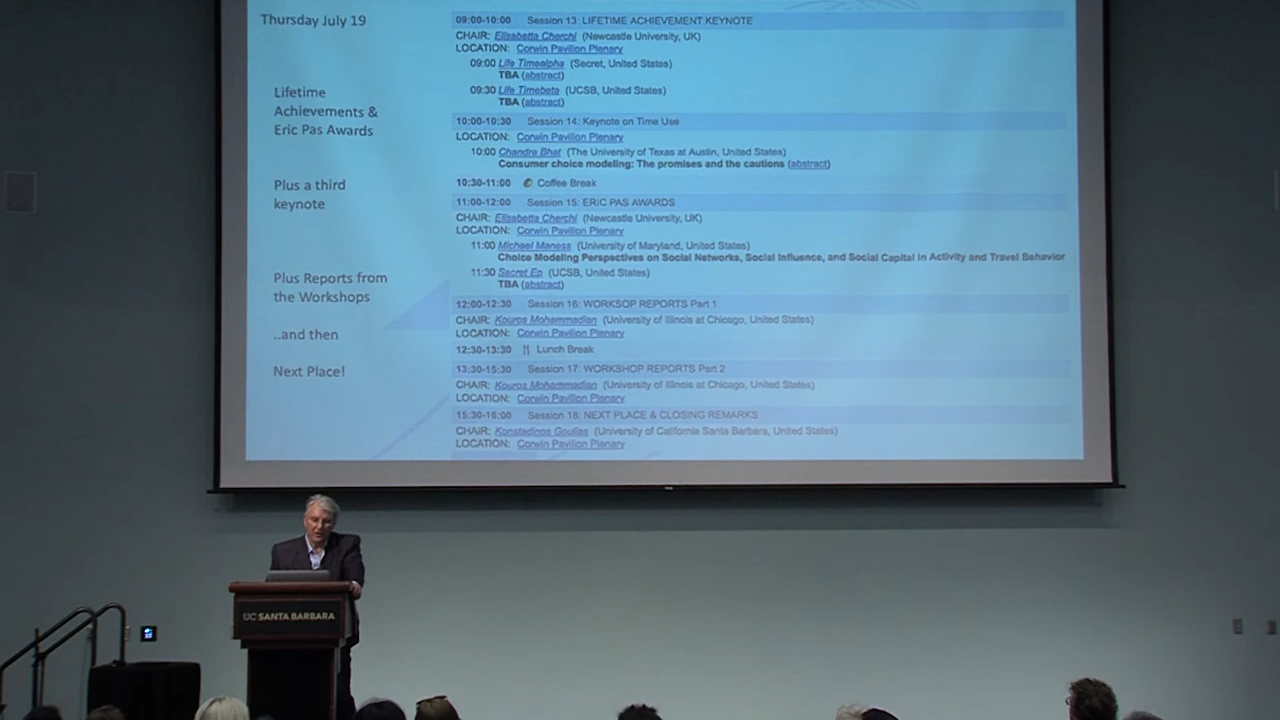 Thursday July 19
Lifetime
Achievements &
Eric Pas Awards
Plus a third
keynote
Plus Reports from
the Workshops
..and then
Next Place!
09:00-10:00 Session 13: LIFETIME ACHIEVEMENT KEYNOTE
CHAIR: Elisabetta Cherchi (Newcastle University, UK)
LOCATION: Corwin Pavilion Plenary
09:00 Life Timealpha (Secret, United States)
TBA (abstract)
09:30 Life Timebeta (UCSB, United States)
TBA (abstract)
10:00-10:30 Session 14: Keynote on Time Use
LOCATION: Corwin Pavilion Plenary
10:00 Chandra Bhat (The University of Texas at Austin, United States)
Consumer choice modeling: The promises and the cautions (abstract)
10:30-11:00 Coffee Break
11:00-12:00 Session 15: ERIC PAS AWARDS
CHAIR: Elisabetta Cherchi (Newcastle University, UK)
LOCATION: Corwin Pavilion Plenary
11:00 Michael Maness (University of Maryland, United States)
Choice Modeling Perspectives on Social Networks, Social Influence, and Social Capital in Activity and Travel Behavior
11:30 Secret Ep (UCSB, United States)
TBA (abstract)
12:00-12:30 Session 16: WORKSOP REPORTS Part 1
CHAIR: Kouros Mohammadian (University of Illinois at Chicago, United States)
LOCATION: Corwin Pavilion Plenary
12:30-13:30 Lunch Break
13:30-15:30 Session 17: WORKSHOP REPORTS Part 2
CHAIR: Kouros Mohammadian (University of Illinois at Chicago, United States)
LOCATION: Corwin Pavilion Plenary
15:30-16:00 Session 18: NEXT PLACE & CLOSING REMARKS
CHAIR: Konstadinos Goulias (University of California Santa Barbara, United States)
LOCATION: Corwin Pavilion Plenary
UC SANTA BARBARA